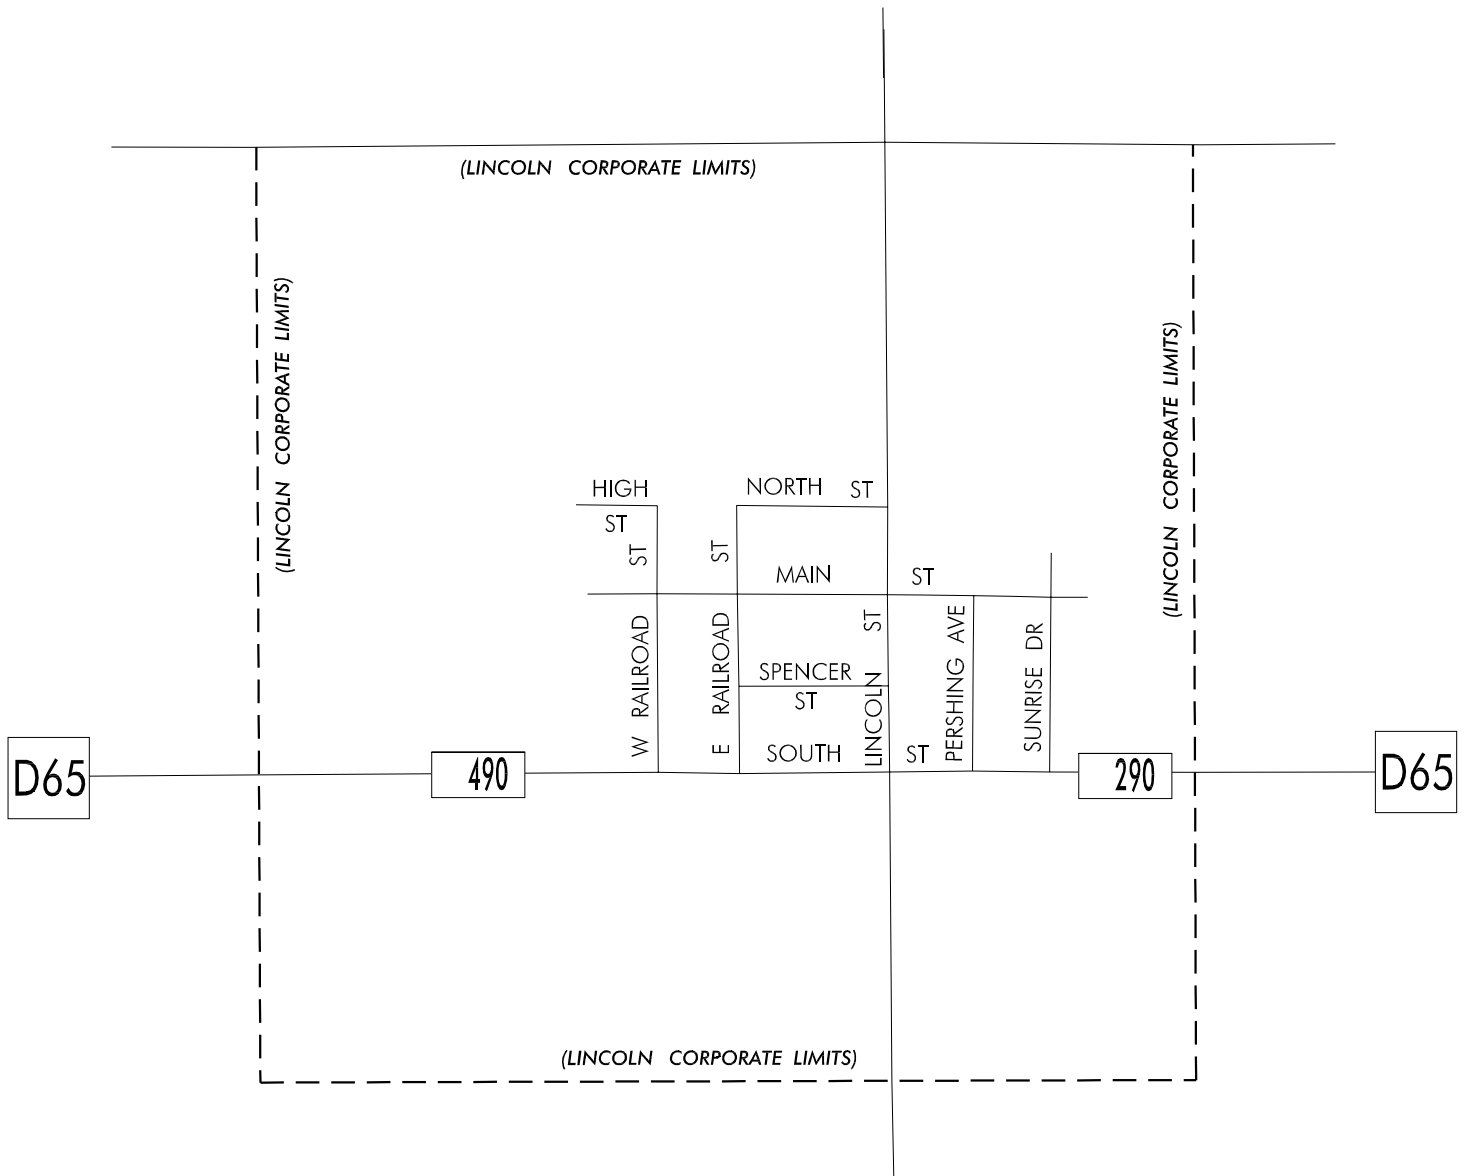 (LINCOLN CORPORATE LIMITS)
(LINCOLN CORPORATE LIMITS)
(LINCOLN CORPORATE LIMITS)
HIGH
ST
NORTH ST
W RAILROAD ST
E RAILROAD ST
MAIN ST
LINCOLN ST
PERSHING AVE
SUNRISE DR
SPENCER
ST
SOUTH ST
D65
490
290
D65
(LINCOLN CORPORATE LIMITS)